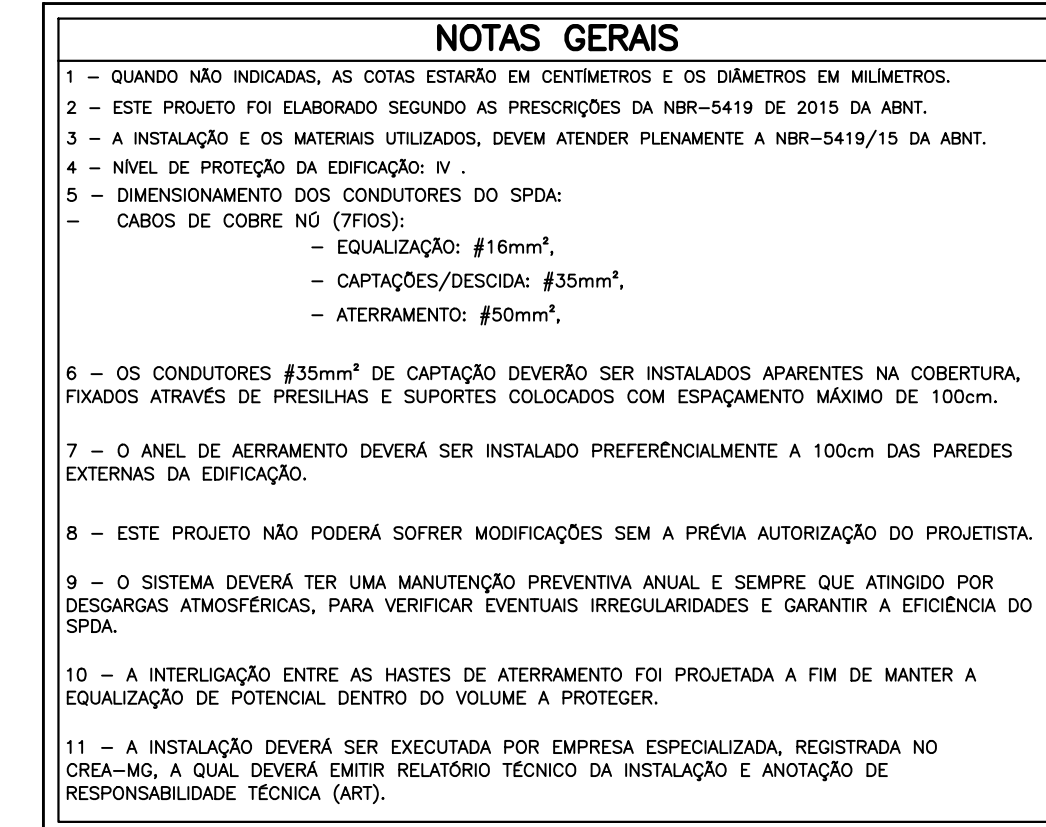 NOTAS GERAIS
1 – QUANDO NÃO INDICADAS, AS COTAS ESTARÃO EM CENTÍMETROS E OS DIÂMETROS EM MILÍMETROS.
2 – ESTE PROJETO FOI ELABORADO SEGUNDO AS PRESCRIÇÕES DA NBR–5419 DE 2015 DA ABNT.
3 – A INSTALAÇÃO E OS MATERIAIS UTILIZADOS, DEVEM ATENDER PLENAMENTE A NBR–5419/15 DA ABNT.
4 – NÍVEL DE PROTEÇÃO DA EDIFICAÇÃO: IV .
5 – DIMENSIONAMENTO DOS CONDUTORES DO SPDA:
– CABOS DE COBRE NÚ (7FIOS):
– EQUALIZAÇÃO: #16mm²,
– CAPTAÇÕES/DESCIDA: #35mm²,
– ATERRAMENTO: #50mm²,
6 – OS CONDUTORES #35mm² DE CAPTAÇÃO DEVERÃO SER INSTALADOS APARENTES NA COBERTURA,
FIXADOS ATRAVÉS DE PRESILHAS E SUPORTES COLOCADOS COM ESPAÇAMENTO MÁXIMO DE 100cm.
7 – O ANEL DE AERRAMENTO DEVERÁ SER INSTALADO PREFERÊNCIALMENTE A 100cm DAS PAREDES
EXTERNAS DA EDIFICAÇÃO.
8 – ESTE PROJETO NÃO PODERÁ SOFRER MODIFICAÇÕES SEM A PRÉVIA AUTORIZAÇÃO DO PROJETISTA.
9 – O SISTEMA DEVERÁ TER UMA MANUTENÇÃO PREVENTIVA ANUAL E SEMPRE QUE ATINGIDO POR
DESGARGAS ATMOSFÉRICAS, PARA VERIFICAR EVENTUAIS IRREGULARIDADES E GARANTIR A EFICIÊNCIA DO
SPDA.
10 – A INTERLIGAÇÃO ENTRE AS HASTES DE ATERRAMENTO FOI PROJETADA A FIM DE MANTER A
EQUALIZAÇÃO DE POTENCIAL DENTRO DO VOLUME A PROTEGER.
11 – A INSTALAÇÃO DEVERÁ SER EXECUTADA POR EMPRESA ESPECIALIZADA, REGISTRADA NO
CREA–MG, A QUAL DEVERÁ EMITIR RELATÓRIO TÉCNICO DA INSTALAÇÃO E ANOTAÇÃO DE
RESPONSABILIDADE TÉCNICA (ART).